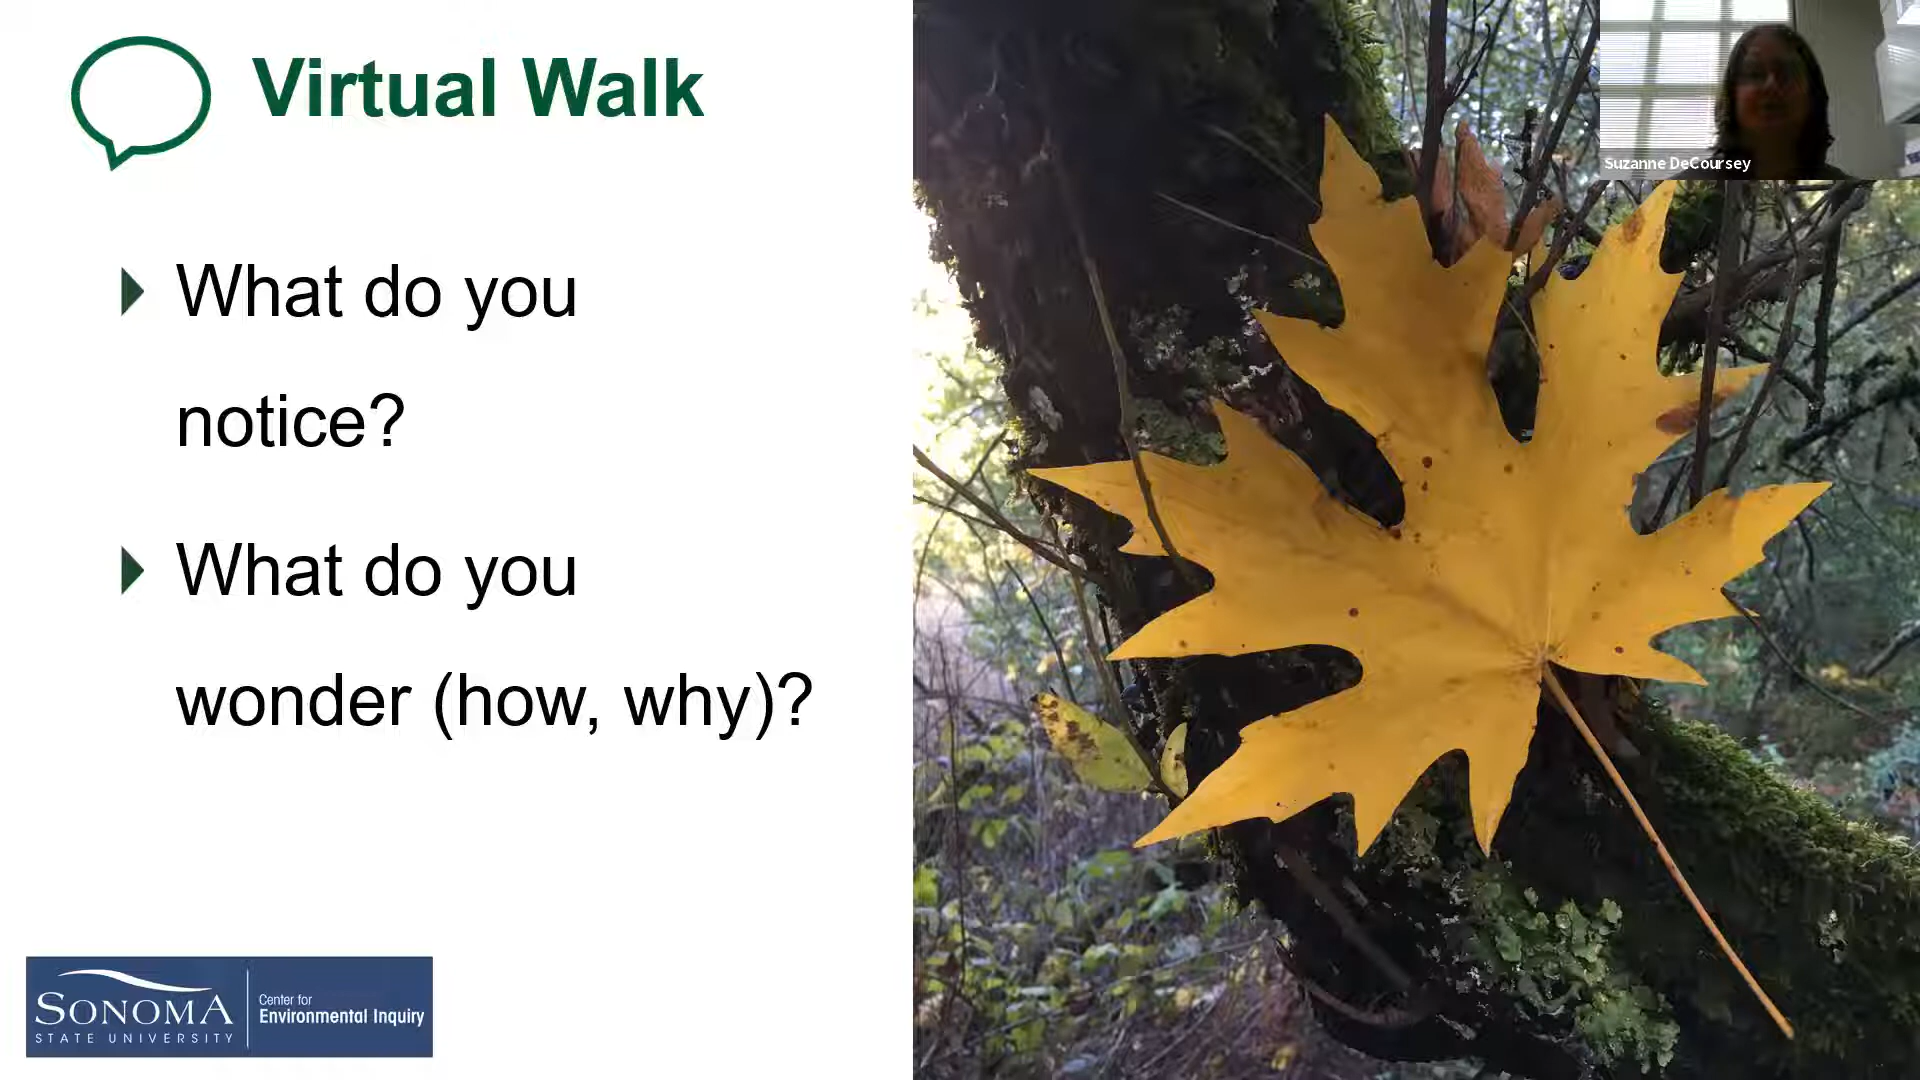 Virtual Walk
What do you
notice?
What do you
wonder (how, why)?
Suzanne DeCoursey
SONOMA
STATE UNIVERSITY
Center for
Environmental Inquiry